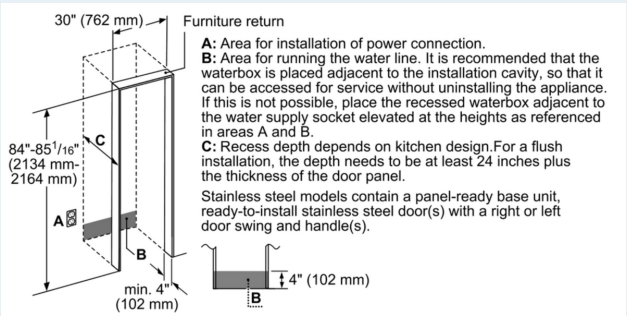 30" (762 mm)
Furniture return
A: Area for installation of power connection.
B: Area for running the water line. It is recommended that the
waterbox is placed adjacent to the installation cavity, so that it
can be accessed for service without uninstalling the appliance.
If this is not possible, place the recessed waterbox adjacent to
the water supply socket elevated at the heights as referenced
in areas A and B.
C: Recess depth depends on kitchen design.For a flush
installation, the depth needs to be at least 24 inches plus
the thickness of the door panel.
Stainless steel models contain a panel-ready base unit,
ready-to-install stainless steel door(s) with a right or left
door swing and handle(s).
84"-85 1/16"
(2134 mm-
2164 mm)
C
A
B
min. 4"
(102 mm)
4" (102 mm)
B